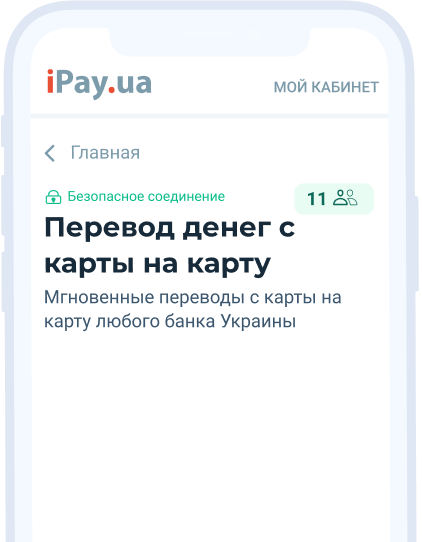 iPay.ua
МОЙ КАБИНЕТ
Главная
Безопасное соединение
11
Перевод денег с
карты на карту
Мгновенные переводы с карты на
карту любого банка Украины